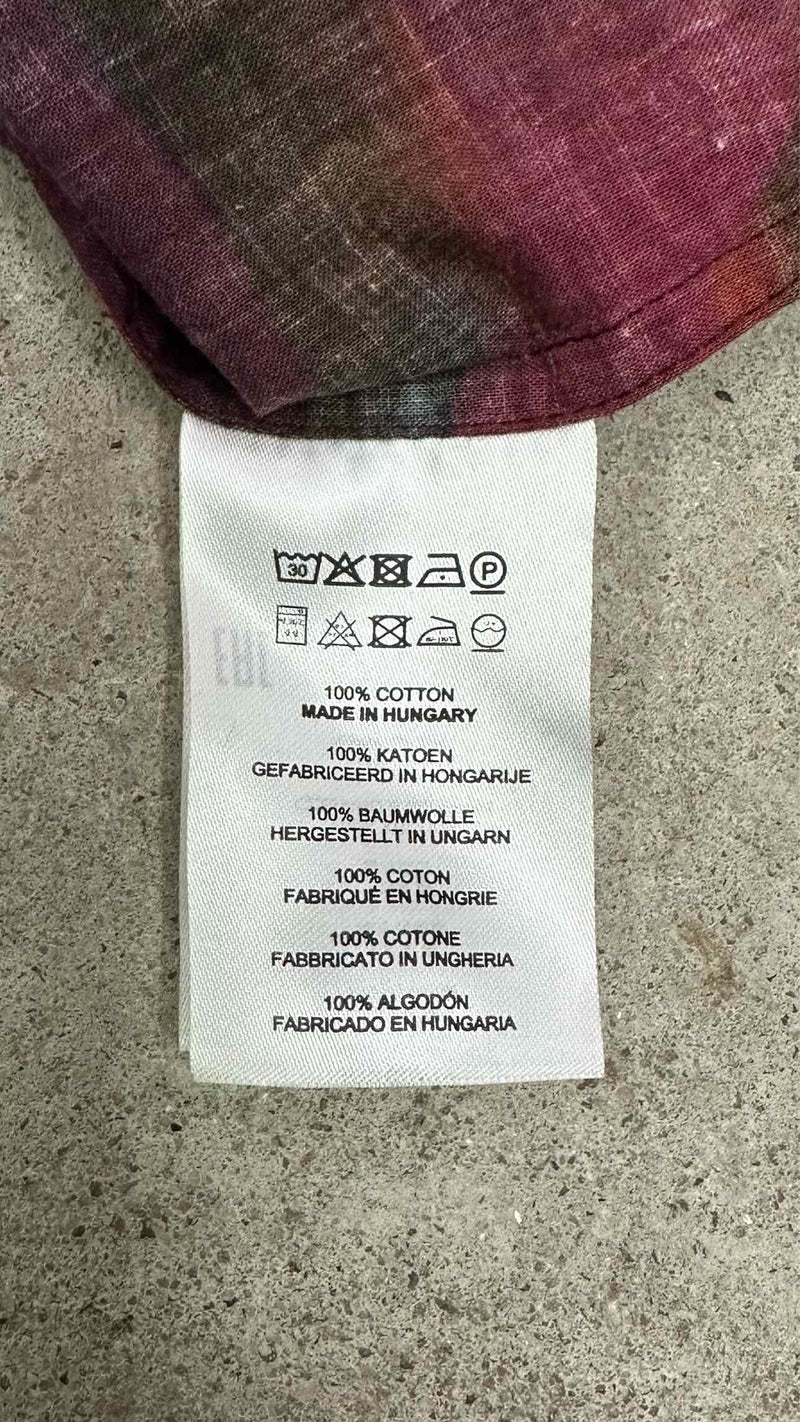 30 P
100% COTTON
MADE IN HUNGARY
100% KATOEN
GEFABRICEERD IN HONGARIJE
100% BAUMWOLLE
HERGESTELLT IN UNGARN
100% COTON
FABRIQUÉ EN HONGRIE
100% COTONE
FABBRICATO IN UNGHERIA
100% ALGODÓN
FABRICADO EN HUNGARIA